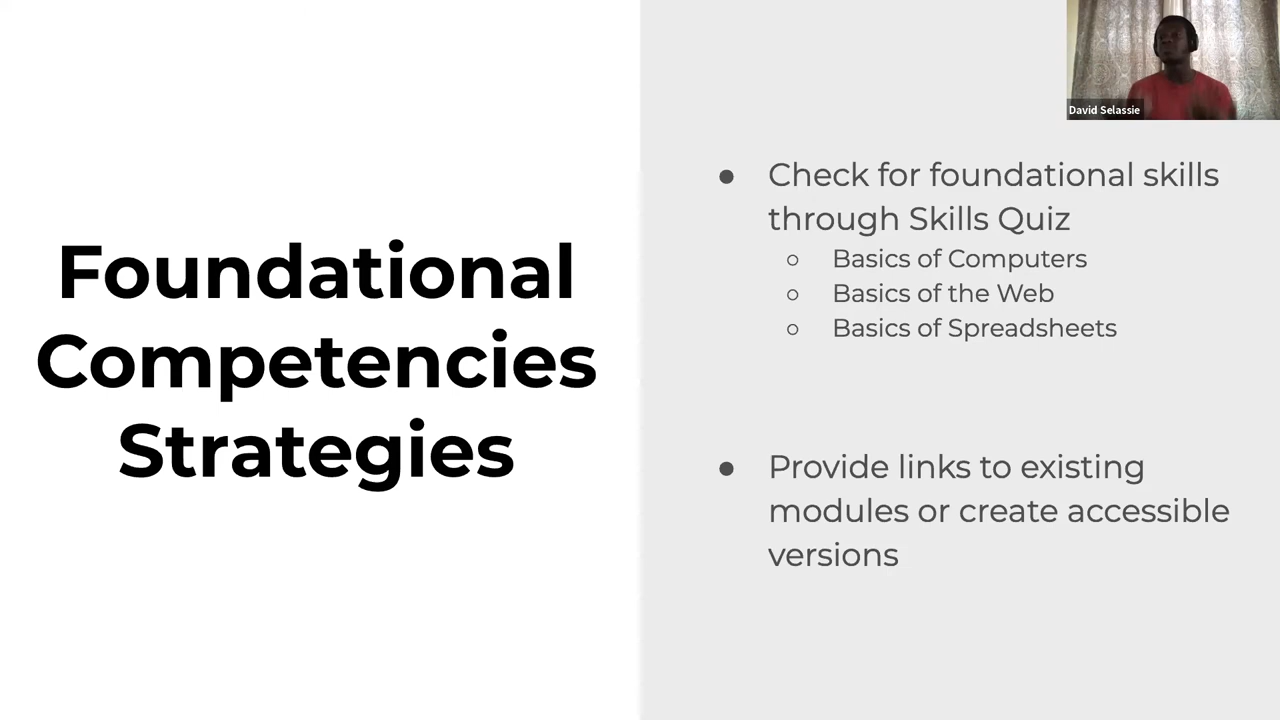 Foundational
Competencies
Strategies
David Selassie
● Check for foundational skills
through Skills Quiz
○ Basics of Computers
○ Basics of the Web
○ Basics of Spreadsheets
● Provide links to existing
modules or create accessible
versions